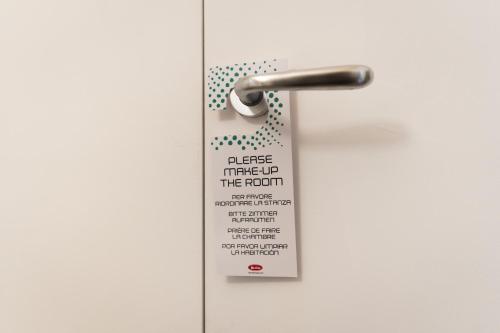 PLEASE
MAKE-UP
THE ROOM
PER FAVORE
RIORDINARE LA STANZA
BITTE ZIMMER
AUFRÄUMEN
PRIÈRE DE FAIRE
LA CHAMBRE
POR FAVOR LIMPIAR
LA HABITACIÓN